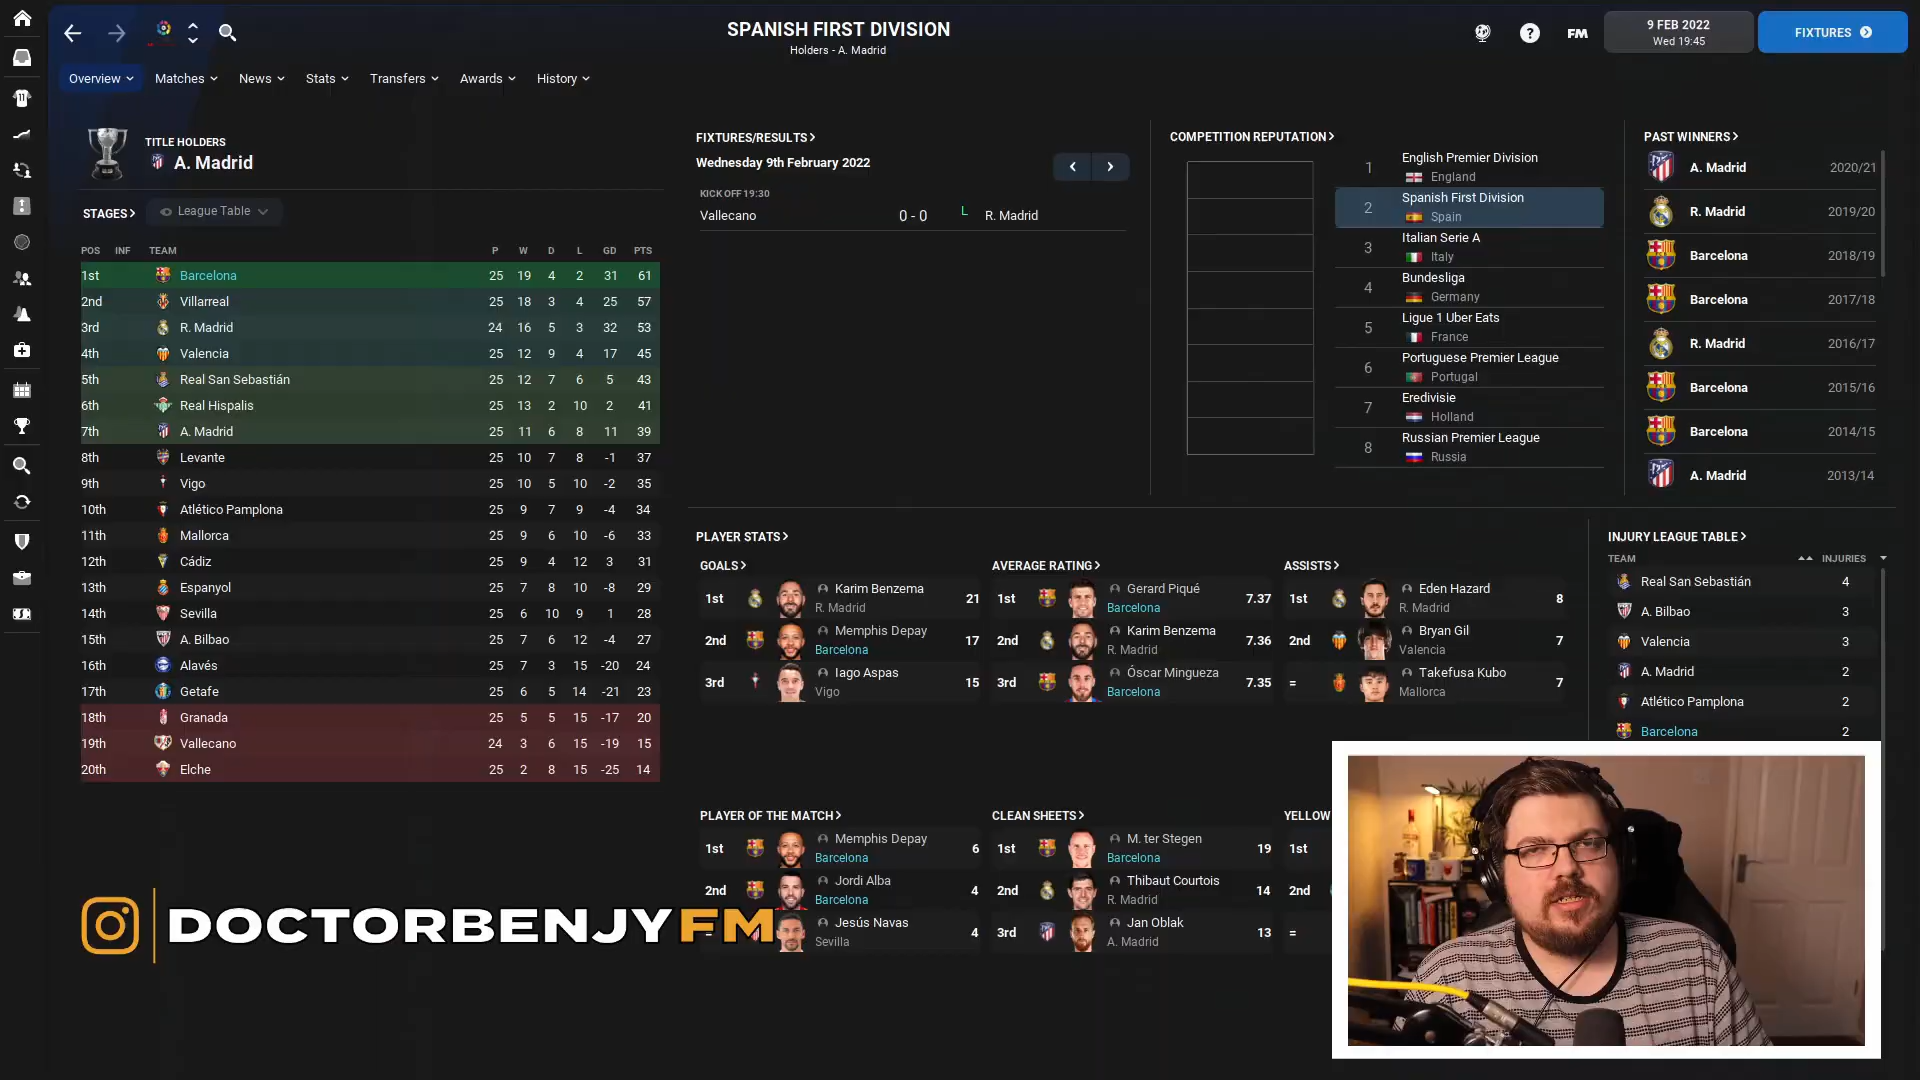 SPANISH FIRST DIVISION
Holders - A. Madrid
FM
9 FEB 2022
Wed 19:45
FIXTURES
Overview
Matches
News
Stats
Transfers
Awards
History
TITLE HOLDERS
A. Madrid
STAGES
League Table
POS INF TEAM P W D L GD PTS
1st Barcelona 25 19 4 2 31 61
2nd Villarreal 25 18 3 4 25 57
3rd R. Madrid 24 16 5 3 32 53
4th Valencia 25 12 9 4 17 45
5th Real San Sebastián 25 12 7 6 5 43
6th Real Hispalis 25 13 2 10 2 41
7th A. Madrid 25 11 6 8 11 39
8th Levante 25 10 7 8 -1 37
9th Vigo 25 10 5 10 -2 35
10th Atlético Pamplona 25 9 7 9 -4 34
11th Mallorca 25 9 6 10 -6 33
12th Cádiz 25 9 4 12 3 31
13th Espanyol 25 7 8 10 -8 29
14th Sevilla 25 6 10 9 1 28
15th A. Bilbao 25 7 6 12 -4 27
16th Alavés 25 7 3 15 -20 24
17th Getafe 25 6 5 14 -21 23
18th Granada 25 5 5 15 -17 20
19th Vallecano 24 3 6 15 -19 15
20th Elche 25 2 8 15 -25 14
FIXTURES/RESULTS
Wednesday 9th February 2022
KICK OFF 19:30
Vallecano 0 - 0 L R. Madrid
COMPETITION REPUTATION
1 English Premier Division
England
2 Spanish First Division
Spain
3 Italian Serie A
Italy
4 Bundesliga
Germany
5 Ligue 1 Uber Eats
France
6 Portuguese Premier League
Portugal
7 Eredivisie
Holland
8 Russian Premier League
Russia
PAST WINNERS
A. Madrid 2020/21
R. Madrid 2019/20
Barcelona 2018/19
Barcelona 2017/18
R. Madrid 2016/17
Barcelona 2015/16
Barcelona 2014/15
A. Madrid 2013/14
PLAYER STATS
GOALS
1st Karim Benzema 21
R. Madrid
2nd Memphis Depay 17
Barcelona
3rd Iago Aspas 15
Vigo
AVERAGE RATING
1st Gerard Piqué 7.37
Barcelona
2nd Karim Benzema 7.36
R. Madrid
3rd Óscar Mingueza 7.35
Barcelona
ASSISTS
1st Eden Hazard 8
R. Madrid
2nd Bryan Gil 7
Valencia
= Takefusa Kubo 7
Mallorca
INJURY LEAGUE TABLE
TEAM INJURIES
Real San Sebastián 4
A. Bilbao 3
Valencia 3
A. Madrid 2
Atlético Pamplona 2
Barcelona 2
PLAYER OF THE MATCH
1st Memphis Depay 6
Barcelona
2nd Jordi Alba 4
Barcelona
= Jesús Navas 4
Sevilla
CLEAN SHEETS
1st M. ter Stegen 19
Barcelona
2nd Thibaut Courtois 14
R. Madrid
3rd Jan Oblak 13
A. Madrid
YELLOW
1st
2nd
=
DOCTORBENJYFM